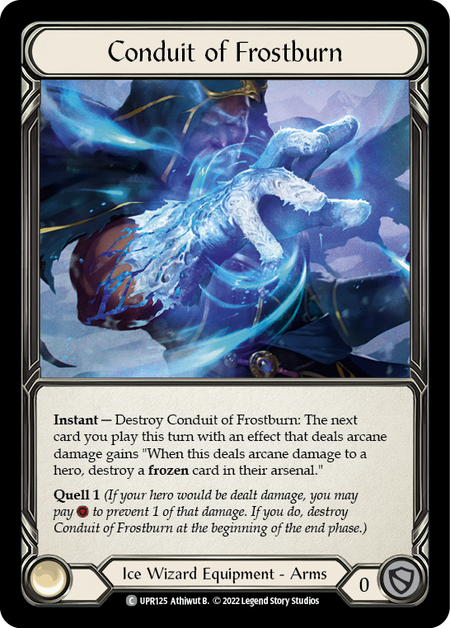 Conduit of Frostburn
Instant — Destroy Conduit of Frostburn: The next
card you play this turn with an effect that deals arcane
damage gains "When this deals arcane damage to a
hero, destroy a frozen card in their arsenal."
Quell 1 (If your hero would be dealt damage, you may
pay to prevent 1 of that damage. If you do, destroy
Conduit of Frostburn at the beginning of the end phase.)
Ice Wizard Equipment - Arms
0
C UPR125 Athiwut B. © 2022 Legend Story Studios